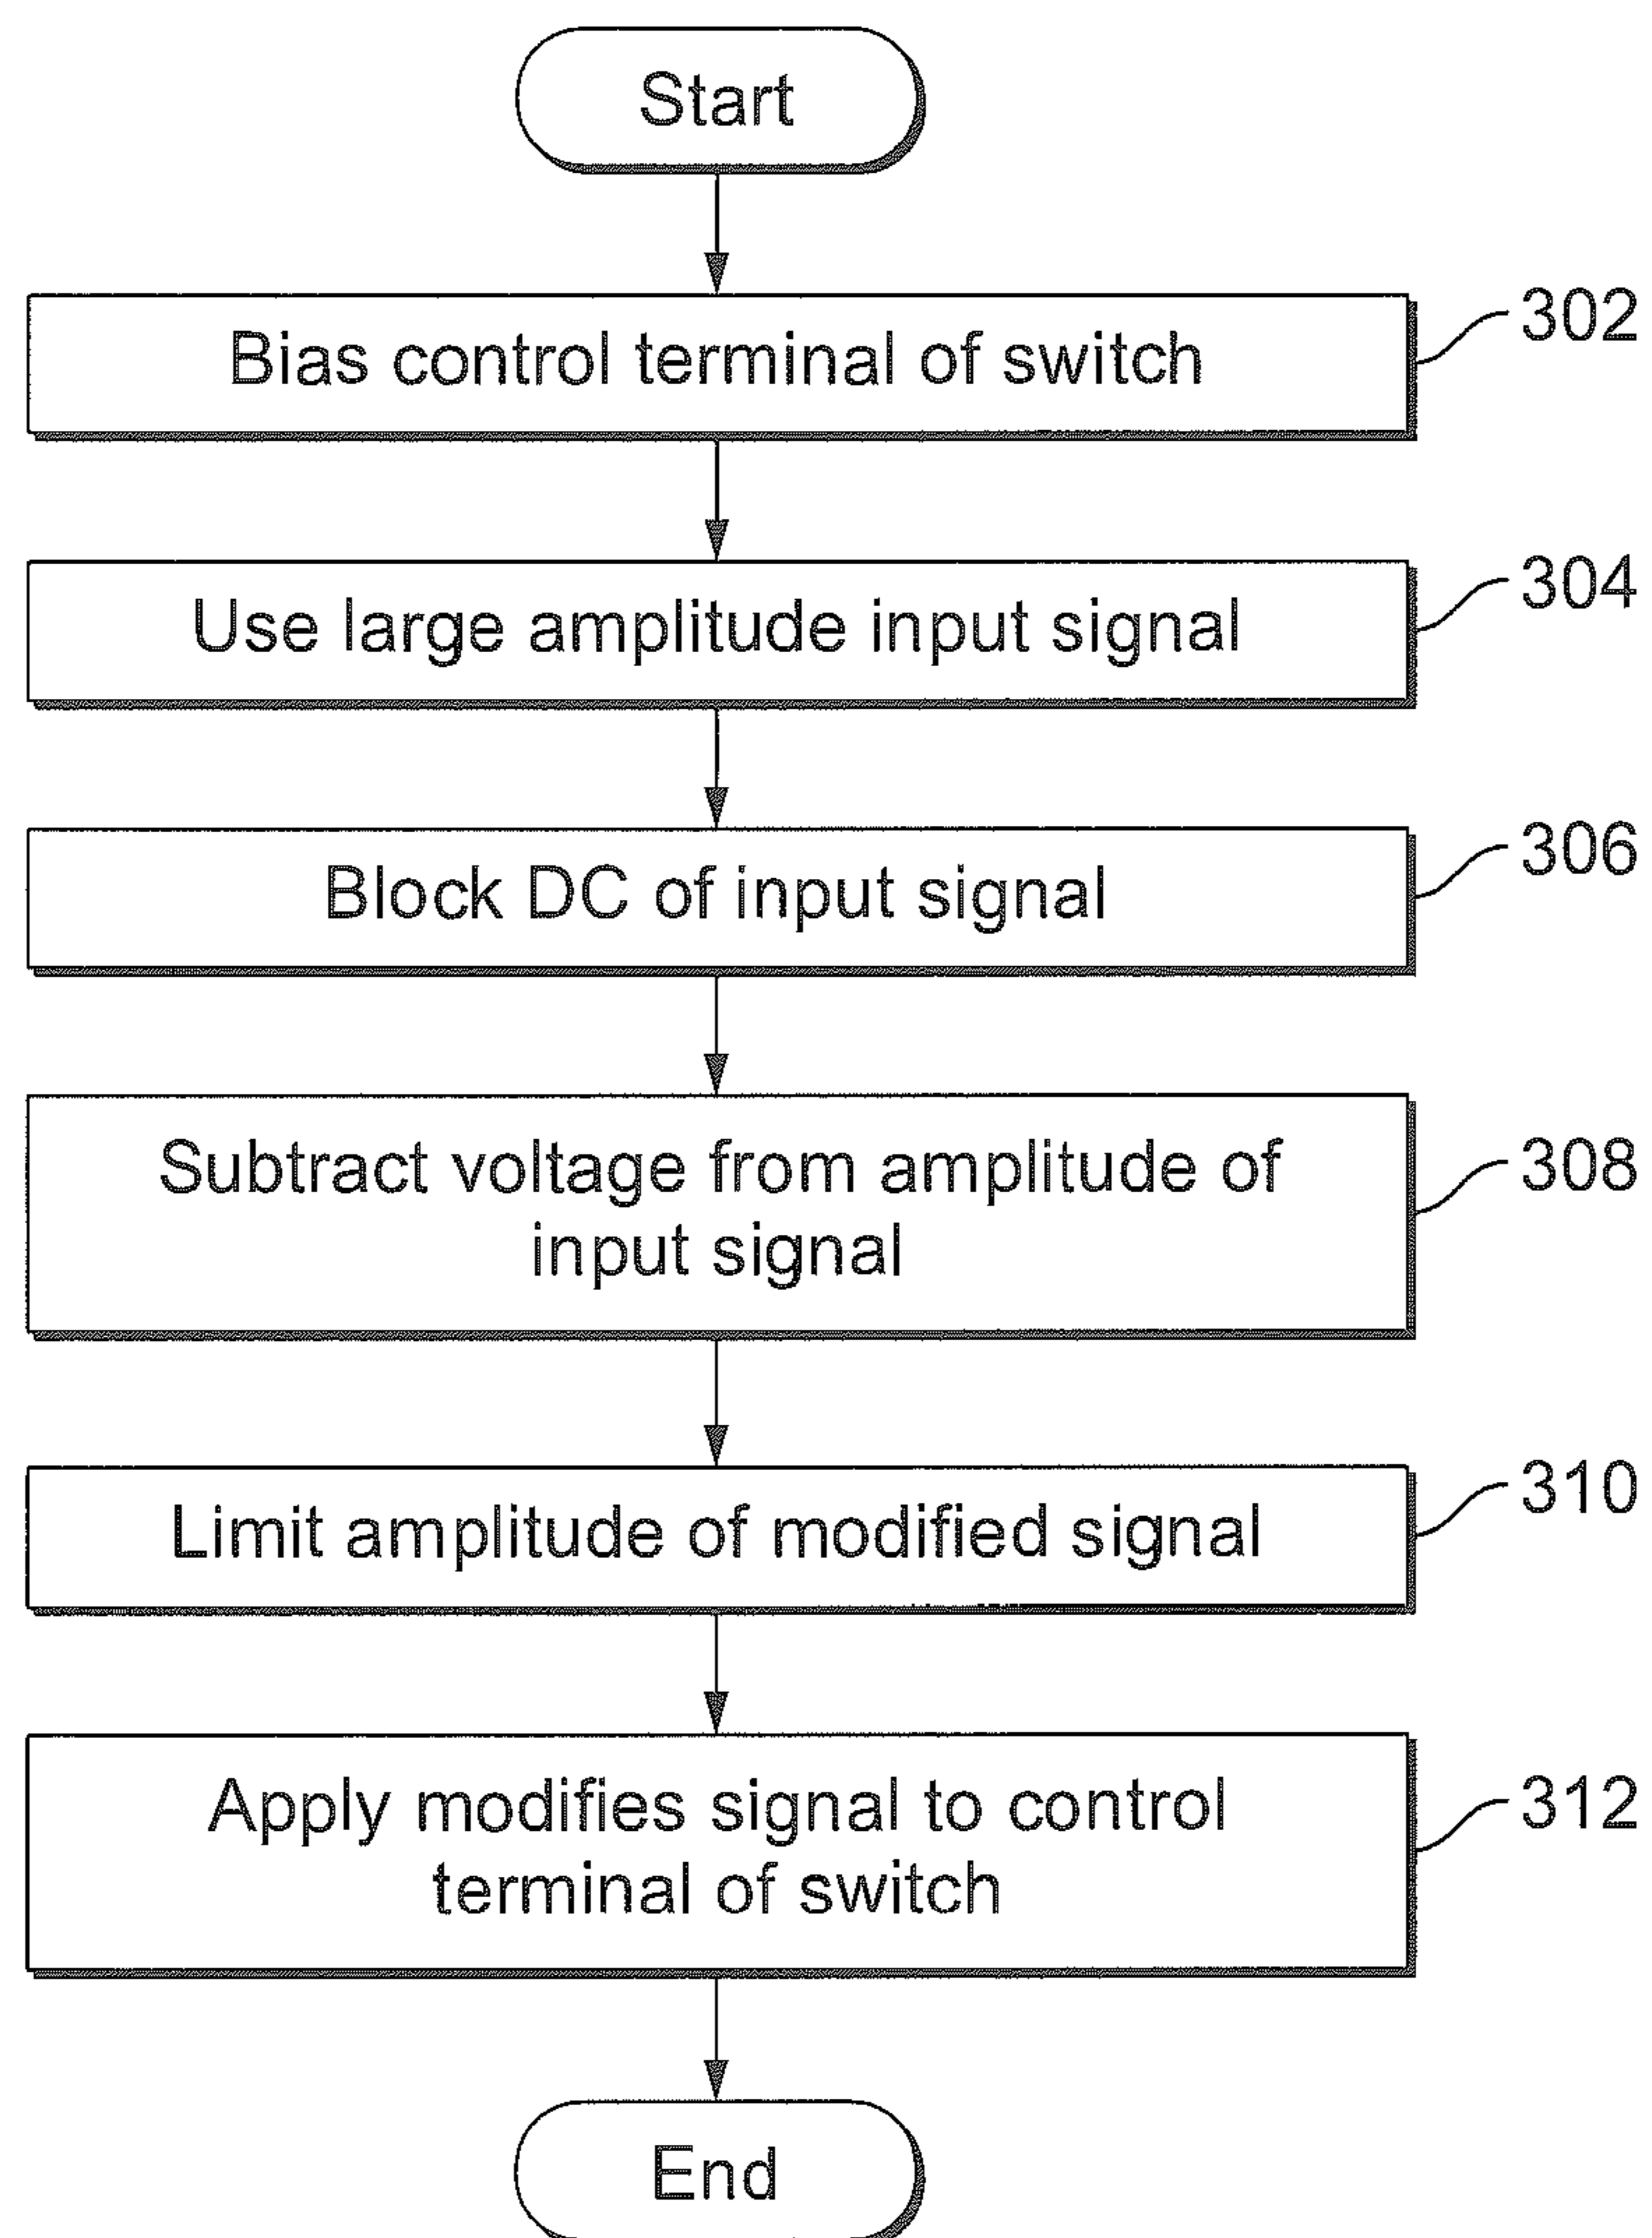 Start
Bias control terminal of switch
302
Use large amplitude input signal
304
Block DC of input signal
306
Subtract voltage from amplitude of
input signal
308
Limit amplitude of modified signal
310
Apply modifies signal to control
terminal of switch
312
End